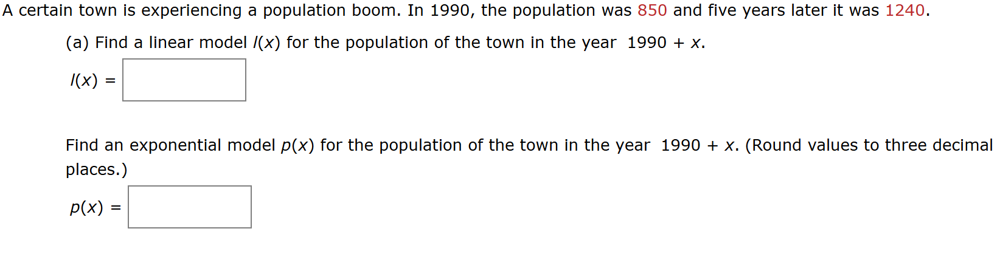 A certain town is experiencing a population boom. In 1990, the population was 850 and five years later it was 1240.
(a) Find a linear model l(x) for the population of the town in the year 1990 + x.
l(x) =
Find an exponential model p(x) for the population of the town in the year 1990 + x. (Round values to three decimal
places.)
p(x) =